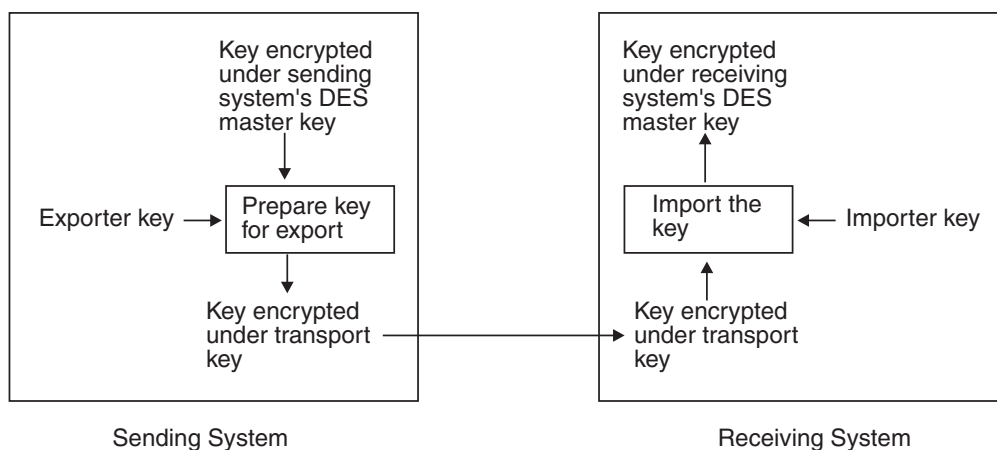 Key encrypted
under sending
system's DES
master key
Exporter key
Prepare key
for export
Key encrypted
under transport
key
Sending System
Key encrypted
under receiving
system's DES
master key
Import the
key
Importer key
Key encrypted
under transport
key
Receiving System